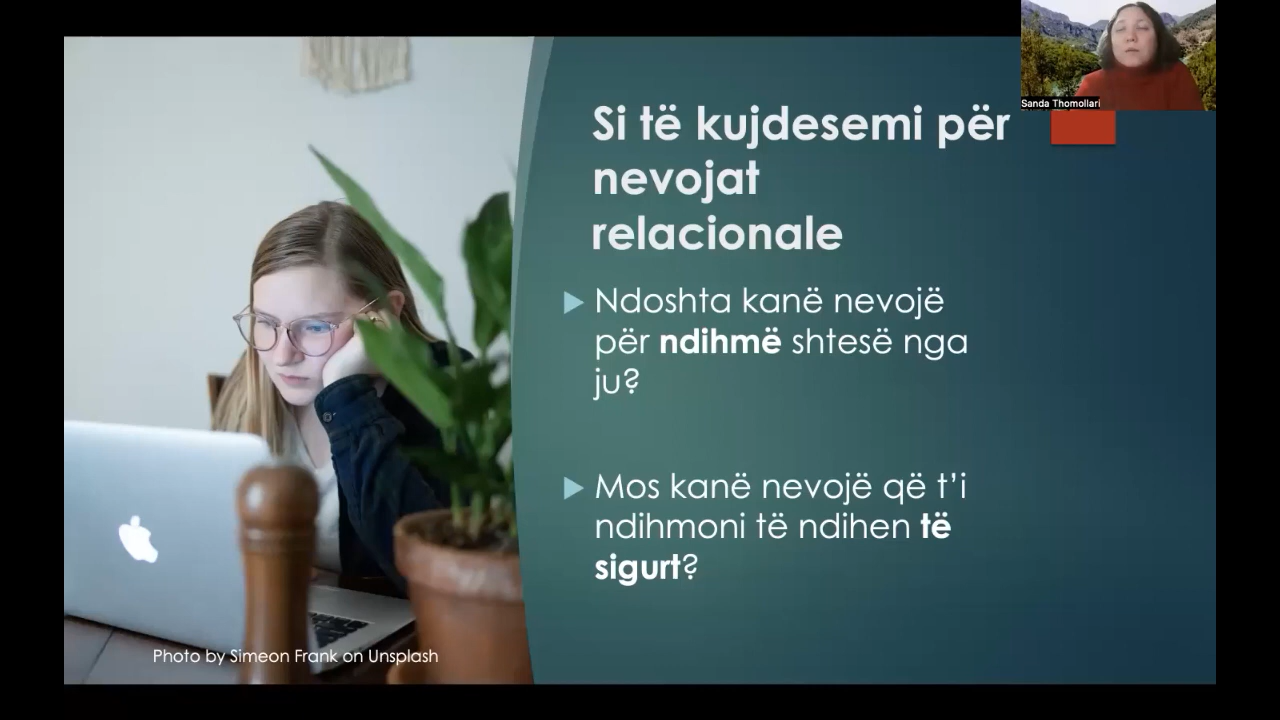 Sanda Thomollari
Si të kujdesemi për
nevojat
relacionale
Ndoshta kanë nevojë
për ndihmë shtesë nga
ju?
Mos kanë nevojë që t’i
ndihmoni të ndihen të
sigurt?
Photo by Simeon Frank on Unsplash